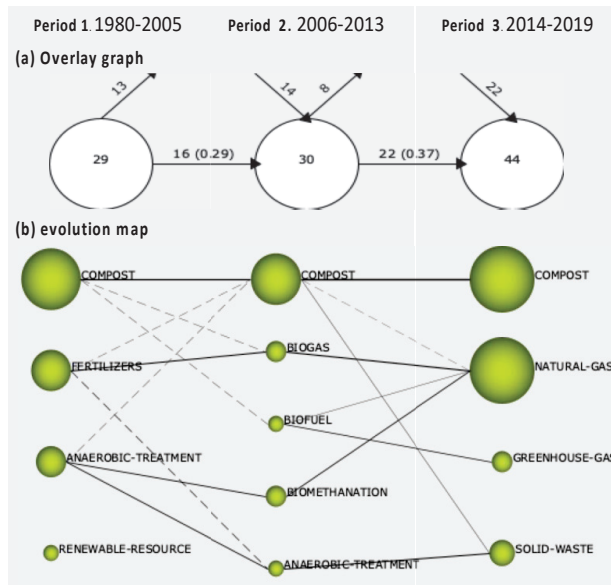 Period 1. 1980-2005 Period 2. 2006-2013 Period 3. 2014-2019
(a) Overlay graph
13 14 8 22
29 16 (0.29) 30 22 (0.37) 44
(b) evolution map
COMPOST COMPOST COMPOST
FERTILIZERS BIOGAS NATURAL-GAS
BIOFUEL
ANAEROBIC-TREATMENT GREENHOUSE-GAS
BIOMETHANATION
RENEWABLE-RESOURCE ANAEROBIC-TREATMENT SOLID-WASTE